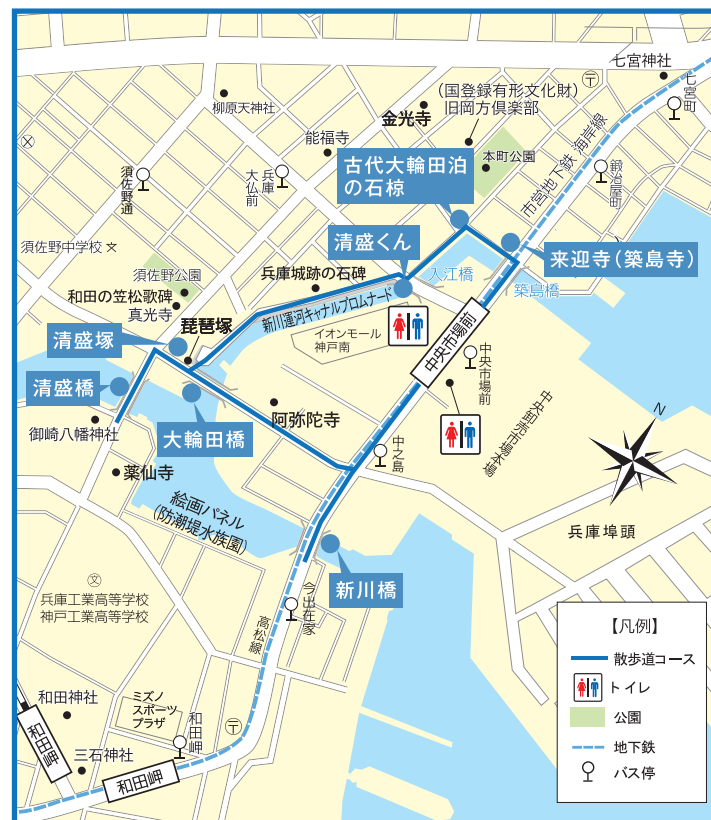 七宮神社
七宮町
柳原天神社
(国登録有形文化財)
旧岡方倶楽部
金光寺
能福寺
本町公園
市営地下鉄 海岸線
鍛治屋町
須佐野通
兵庫
大仏前
古代大輪田泊
の石椋
清盛くん
来迎寺(築島寺)
須佐野中学校
須佐野公園
兵庫城跡の石碑
入江橋
築島橋
和田の笠松歌碑
真光寺
琵琶塚
新川運河キャナルプロムナード
イオンモール
神戸南
中央市場前
中央市場前
清盛塚
清盛橋
大輪田橋
阿弥陀寺
御崎八幡神社
薬仙寺
中之島
中央卸売市場本場
N
絵画パネル
(防潮堤水族園)
兵庫埠頭
新川橋
文
兵庫工業高等学校
神戸工業高等学校
今出在家
高松線
和田神社
ミズノ
スポーツ
プラザ
和田岬
和田岬
三石神社
和田岬
【凡例】
散歩道コース
トイレ
公園
地下鉄
バス停